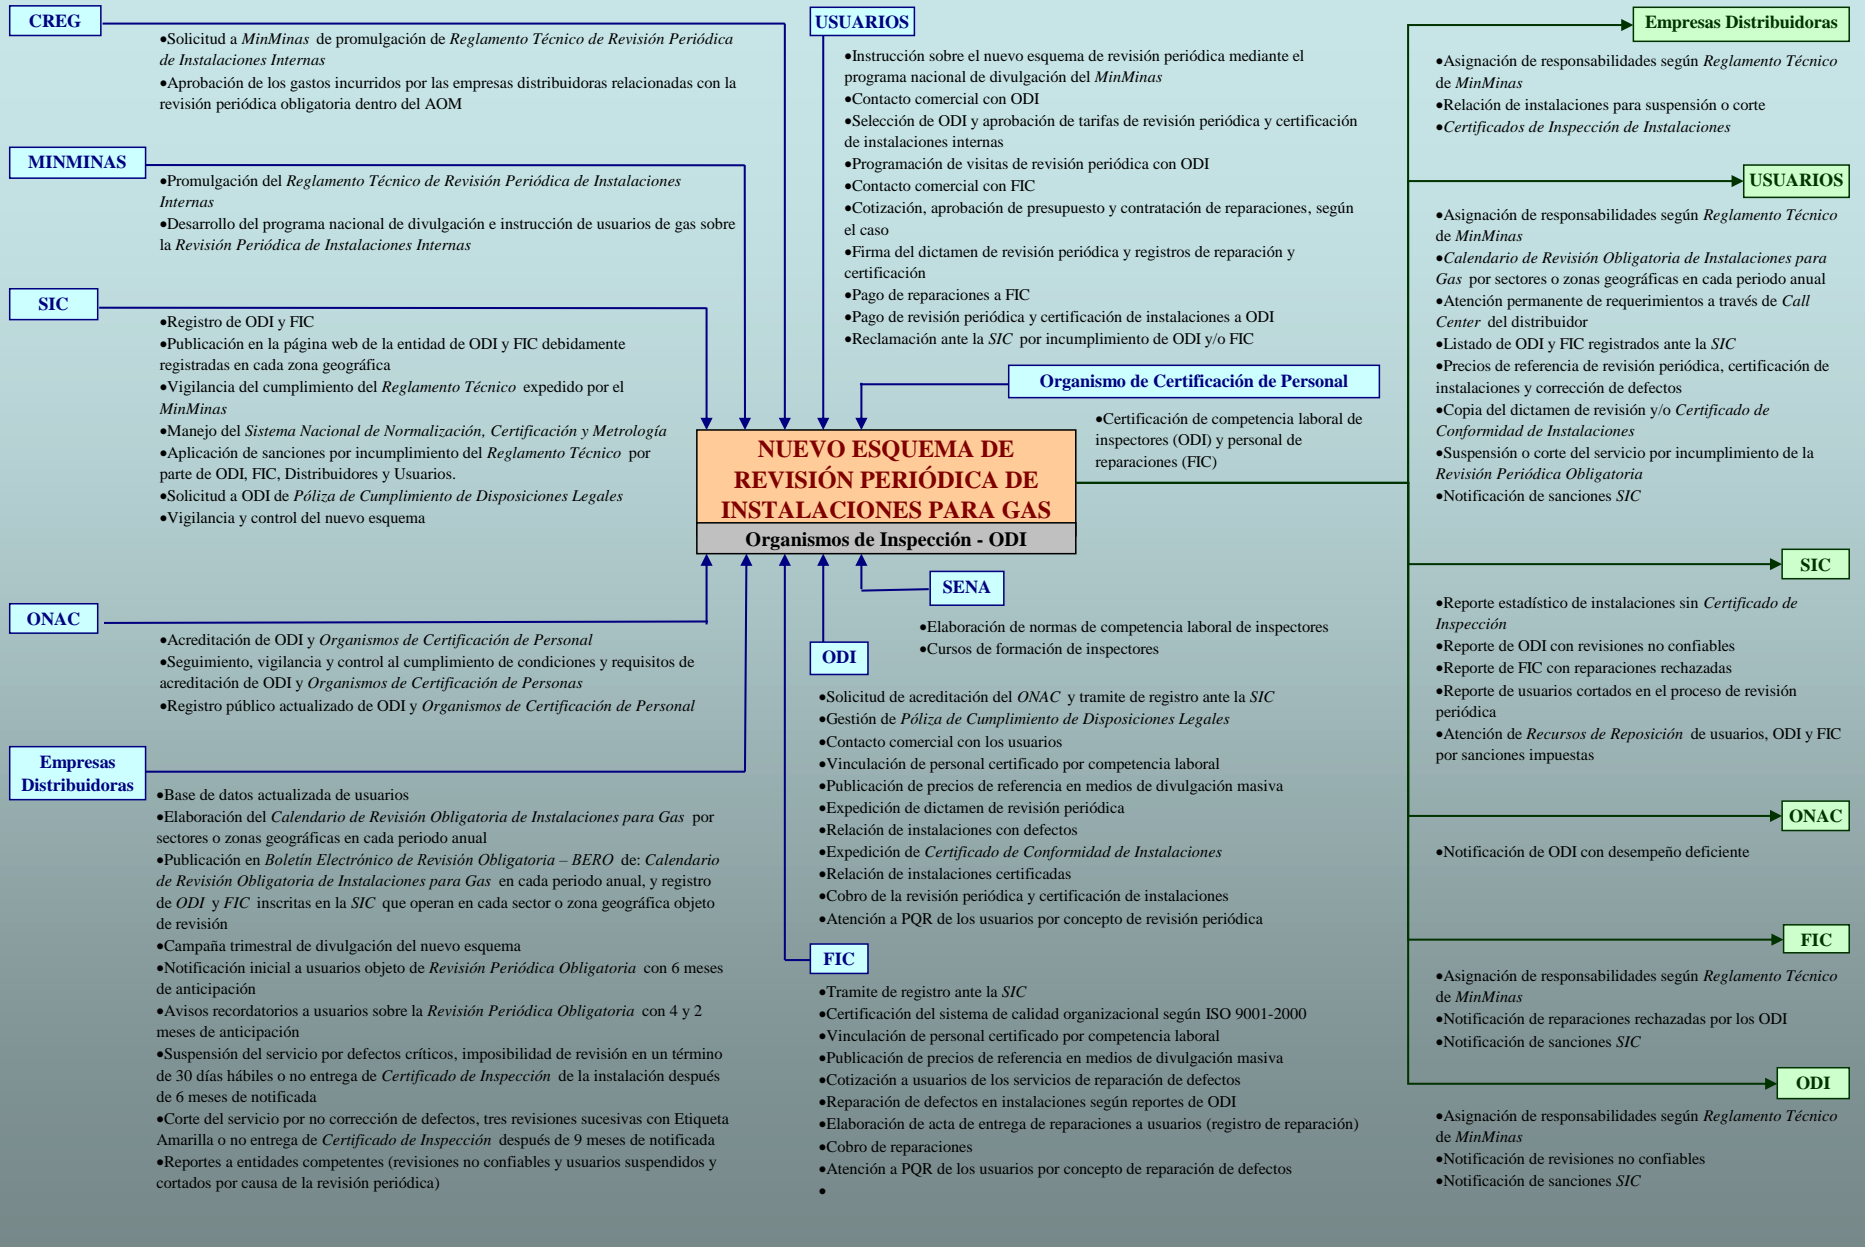 CREG
•Solicitud a MinMinas de promulgación de Reglamento Técnico de Revisión Periódica
de Instalaciones Internas
•Aprobación de los gastos incurridos por las empresas distribuidoras relacionadas con la
revisión periódica obligatoria dentro del AOM
MINMINAS
•Promulgación del Reglamento Técnico de Revisión Periódica de Instalaciones
Internas
•Desarrollo del programa nacional de divulgación e instrucción de usuarios de gas sobre
la Revisión Periódica de Instalaciones Internas
SIC
•Registro de ODI y FIC
•Publicación en la página web de la entidad de ODI y FIC debidamente
registradas en cada zona geográfica
•Vigilancia del cumplimiento del Reglamento Técnico expedido por el
MinMinas
•Manejo del Sistema Nacional de Normalización, Certificación y Metrología
•Aplicación de sanciones por incumplimiento del Reglamento Técnico por
parte de ODI, FIC, Distribuidores y Usuarios.
•Solicitud a ODI de Póliza de Cumplimiento de Disposiciones Legales
•Vigilancia y control del nuevo esquema
ONAC
•Acreditación de ODI y Organismos de Certificación de Personal
•Seguimiento, vigilancia y control al cumplimiento de condiciones y requisitos de
acreditación de ODI y Organismos de Certificación de Personas
•Registro público actualizado de ODI y Organismos de Certificación de Personal
Empresas
Distribuidoras
•Base de datos actualizada de usuarios
•Elaboración del Calendario de Revisión Obligatoria de Instalaciones para Gas por
sectores o zonas geográficas en cada periodo anual
•Publicación en Boletín Electrónico de Revisión Obligatoria – BERO de: Calendario
de Revisión Obligatoria de Instalaciones para Gas en cada periodo anual, y registro
de ODI y FIC inscritas en la SIC que operan en cada sector o zona geográfica objeto
de revisión
•Campaña trimestral de divulgación del nuevo esquema
•Notificación inicial a usuarios objeto de Revisión Periódica Obligatoria con 6 meses
de anticipación
•Avisos recordatorios a usuarios sobre la Revisión Periódica Obligatoria con 4 y 2
meses de anticipación
•Suspensión del servicio por defectos críticos, imposibilidad de revisión en un término
de 30 días hábiles o no entrega de Certificado de Inspección de la instalación después
de 6 meses de notificada
•Corte del servicio por no corrección de defectos, tres revisiones sucesivas con Etiqueta
Amarilla o no entrega de Certificado de Inspección después de 9 meses de notificada
•Reportes a entidades competentes (revisiones no confiables y usuarios suspendidos y
cortados por causa de la revisión periódica)
USUARIOS
•Instrucción sobre el nuevo esquema de revisión periódica mediante el
programa nacional de divulgación del MinMinas
•Contacto comercial con ODI
•Selección de ODI y aprobación de tarifas de revisión periódica y certificación
de instalaciones internas
•Programación de visitas de revisión periódica con ODI
•Contacto comercial con FIC
•Cotización, aprobación de presupuesto y contratación de reparaciones, según
el caso
•Firma del dictamen de revisión periódica y registros de reparación y
certificación
•Pago de reparaciones a FIC
•Pago de revisión periódica y certificación de instalaciones a ODI
•Reclamación ante la SIC por incumplimiento de ODI y/o FIC
Organismo de Certificación de Personal
•Certificación de competencia laboral de
inspectores (ODI) y personal de
reparaciones (FIC)
NUEVO ESQUEMA DE
REVISIÓN PERIÓDICA DE
INSTALACIONES PARA GAS
Organismos de Inspección - ODI
SENA
•Elaboración de normas de competencia laboral de inspectores
•Cursos de formación de inspectores
ODI
•Solicitud de acreditación del ONAC y tramite de registro ante la SIC
•Gestión de Póliza de Cumplimiento de Disposiciones Legales
•Contacto comercial con los usuarios
•Vinculación de personal certificado por competencia laboral
•Publicación de precios de referencia en medios de divulgación masiva
•Expedición de dictamen de revisión periódica
•Relación de instalaciones con defectos
•Expedición de Certificado de Conformidad de Instalaciones
•Relación de instalaciones certificadas
•Cobro de la revisión periódica y certificación de instalaciones
•Atención a PQR de los usuarios por concepto de revisión periódica
FIC
•Tramite de registro ante la SIC
•Certificación del sistema de calidad organizacional según ISO 9001-2000
•Vinculación de personal certificado por competencia laboral
•Publicación de precios de referencia en medios de divulgación masiva
•Cotización a usuarios de los servicios de reparación de defectos
•Reparación de defectos en instalaciones según reportes de ODI
•Elaboración de acta de entrega de reparaciones a usuarios (registro de reparación)
•Cobro de reparaciones
•Atención a PQR de los usuarios por concepto de reparación de defectos
•
Empresas Distribuidoras
•Asignación de responsabilidades según Reglamento Técnico
de MinMinas
•Relación de instalaciones para suspensión o corte
•Certificados de Inspección de Instalaciones
USUARIOS
•Asignación de responsabilidades según Reglamento Técnico
de MinMinas
•Calendario de Revisión Obligatoria de Instalaciones para
Gas por sectores o zonas geográficas en cada periodo anual
•Atención permanente de requerimientos a través de Call
Center del distribuidor
•Listado de ODI y FIC registrados ante la SIC
•Precios de referencia de revisión periódica, certificación de
instalaciones y corrección de defectos
•Copia del dictamen de revisión y/o Certificado de
Conformidad de Instalaciones
•Suspensión o corte del servicio por incumplimiento de la
Revisión Periódica Obligatoria
•Notificación de sanciones SIC
SIC
•Reporte estadístico de instalaciones sin Certificado de
Inspección
•Reporte de ODI con revisiones no confiables
•Reporte de FIC con reparaciones rechazadas
•Reporte de usuarios cortados en el proceso de revisión
periódica
•Atención de Recursos de Reposición de usuarios, ODI y FIC
por sanciones impuestas
ONAC
•Notificación de ODI con desempeño deficiente
FIC
•Asignación de responsabilidades según Reglamento Técnico
de MinMinas
•Notificación de reparaciones rechazadas por los ODI
•Notificación de sanciones SIC
ODI
•Asignación de responsabilidades según Reglamento Técnico
de MinMinas
•Notificación de revisiones no confiables
•Notificación de sanciones SIC